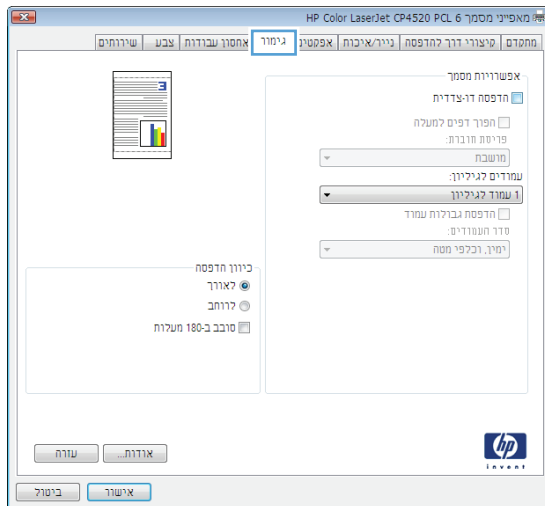 מאפייני מסמך HP Color LaserJet CP4520 PCL 6
מתקדם
קיצורי דרך להדפסה
נייר/איכות
אפקטים
גימור
אחסון עבודות
צבע
שירותים
אפשרויות מסמך
הדפסה דו-צדדית
הפוך דפים למעלה
פריסת חוברת:
מושבת
עמודים לגיליון:
1 עמוד לגיליון
הדפסת גבולות עמוד
סדר העמודים:
ימין, וכלפי מטה
כיוון הדפסה
לאורך
לרוחב
סובב ב-180 מעלות
hp
invent
אודות...
עזרה
אישור
ביטול